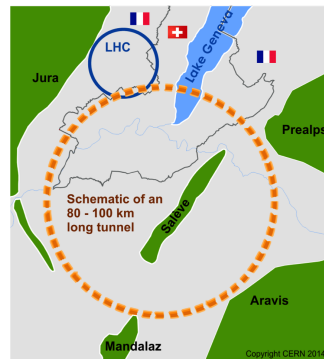 LHC
Jura
Lake Geneva
Prealps
Schematic of an
80 - 100 km
long tunnel
Salève
Aravis
Mandalaz
Copyright CERN 2014